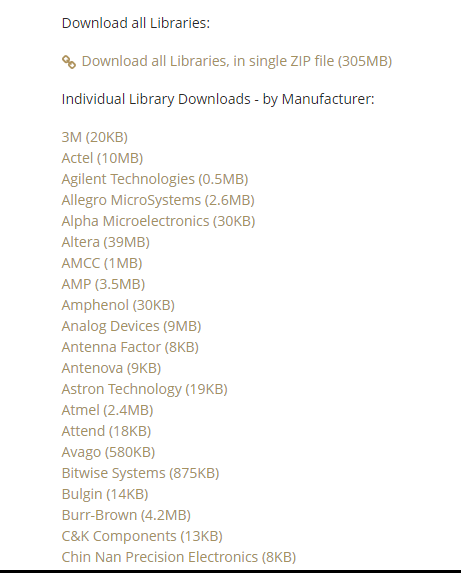 Download all Libraries:
Download all Libraries, in single ZIP file (305MB)
Individual Library Downloads - by Manufacturer:
3M (20KB)
Actel (10MB)
Agilent Technologies (0.5MB)
Allegro MicroSystems (2.6MB)
Alpha Microelectronics (30KB)
Altera (39MB)
AMCC (1MB)
AMP (3.5MB)
Amphenol (30KB)
Analog Devices (9MB)
Antenna Factor (8KB)
Antenova (9KB)
Astron Technology (19KB)
Atmel (2.4MB)
Attend (18KB)
Avago (580KB)
Bitwise Systems (875KB)
Bulgin (14KB)
Burr-Brown (4.2MB)
C&K Components (13KB)
Chin Nan Precision Electronics (8KB)